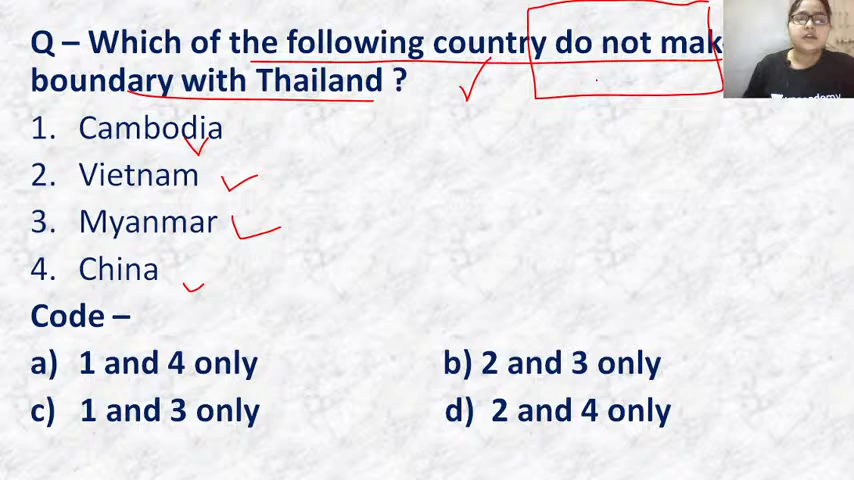 Q – Which of the following country do not mak
boundary with Thailand ?
1. Cambodia
2. Vietnam
3. Myanmar
4. China
Code –
a) 1 and 4 only b) 2 and 3 only
c) 1 and 3 only d) 2 and 4 only